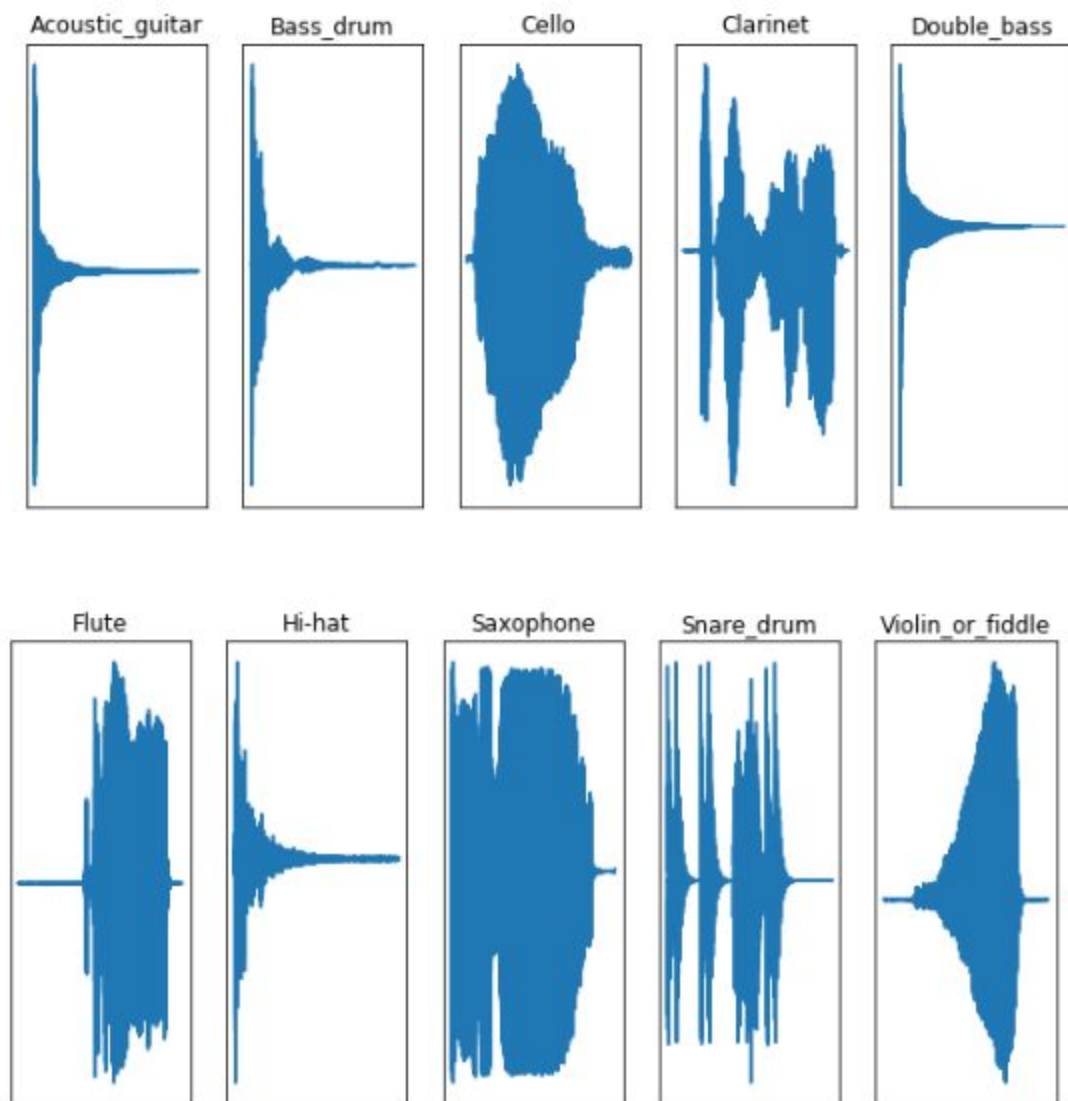 Acoustic_guitar
Bass_drum
Cello
Clarinet
Double_bass
Flute
Hi-hat
Saxophone
Snare_drum
Violin_or_fiddle